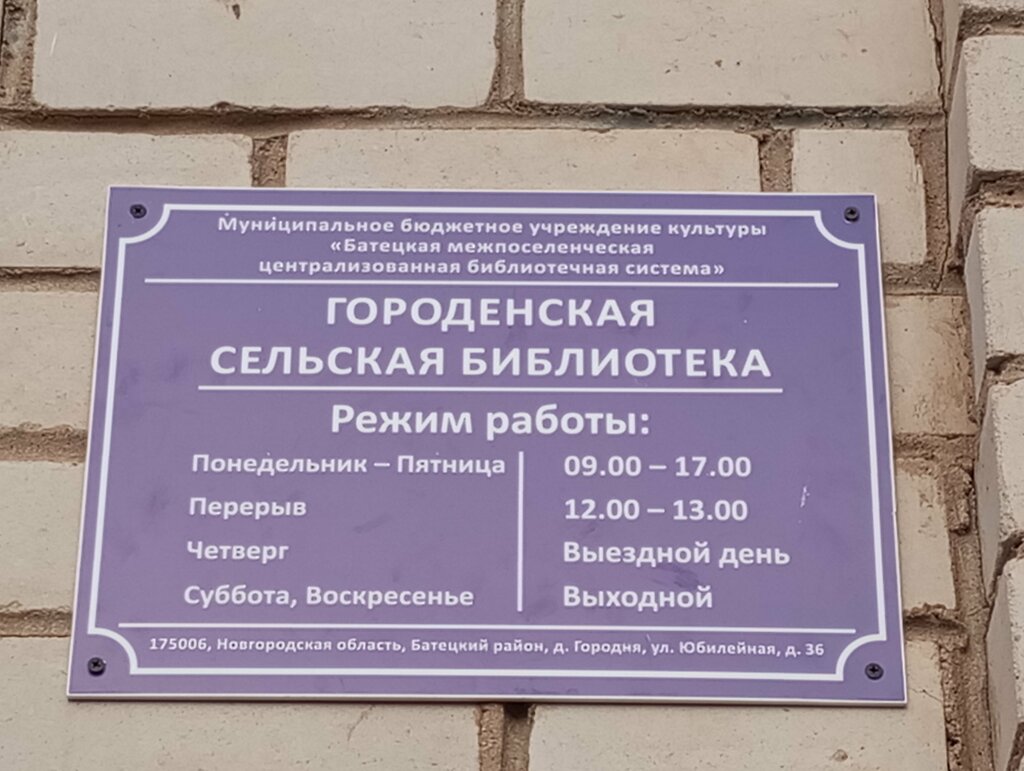 Муниципальное бюджетное учреждение культуры
«Батецкая межпоселенческая
централизованная библиотечная система»
ГОРОДЕНСКАЯ
СЕЛЬСКАЯ БИБЛИОТЕКА
Режим работы:
Понедельник – Пятница 09.00 – 17.00
Перерыв 12.00 – 13.00
Четверг Выездной день
Суббота, Воскресенье Выходной
175006, Новгородская область, Батецкий район, д. Городня, ул. Юбилейная, д. 36